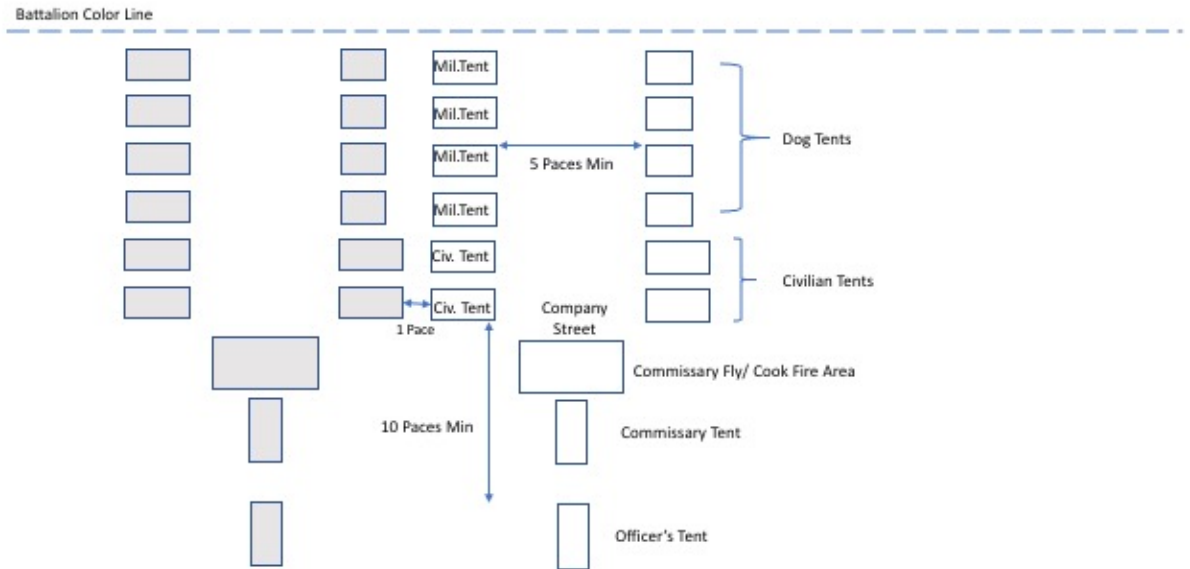 Battalion Color Line
Mil.Tent
Mil.Tent
Dog Tents
Mil.Tent
5 Paces Min
Mil.Tent
Civ. Tent
Civilian Tents
Civ. Tent
Company
Street
1 Pace
Commissary Fly/ Cook Fire Area
10 Paces Min
Commissary Tent
Officer's Tent